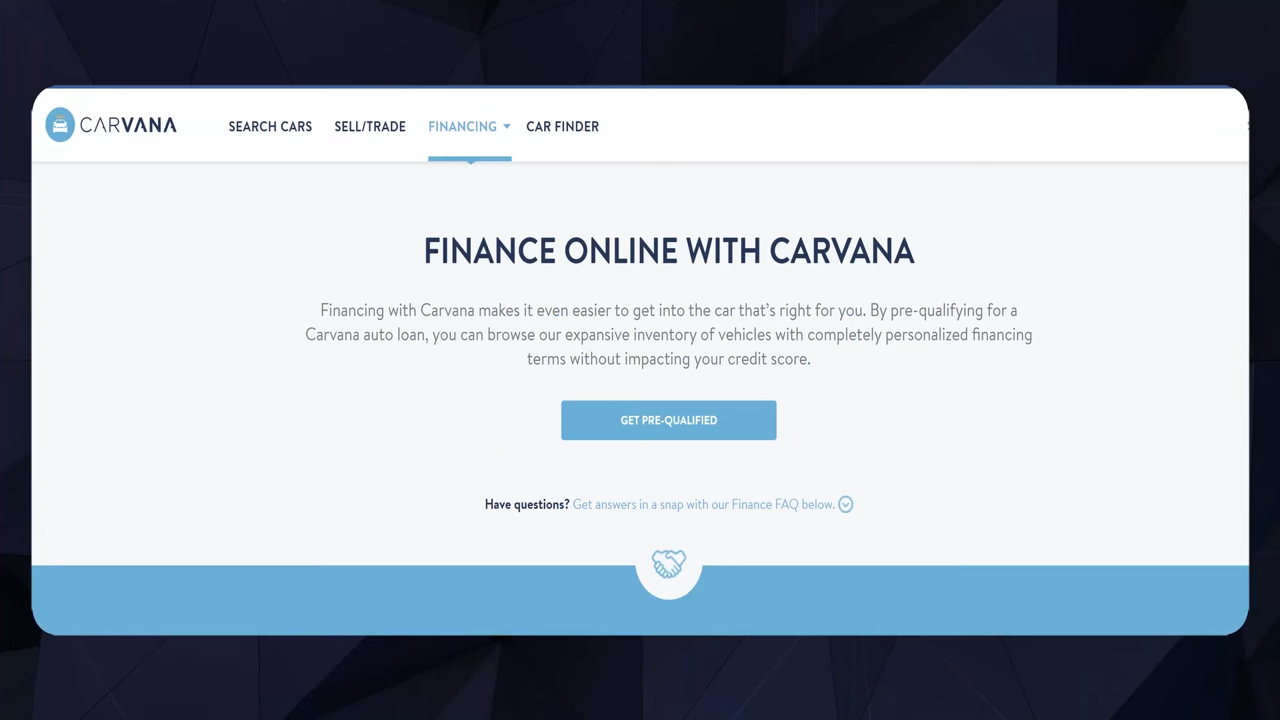 CARVANA
SEARCH CARS
SELL/TRADE
FINANCING
CAR FINDER
FINANCE ONLINE WITH CARVANA
Financing with Carvana makes it even easier to get into the car that's right for you. By pre-qualifying for a
Carvana auto loan, you can browse our expansive inventory of vehicles with completely personalized financing
terms without impacting your credit score.
GET PRE-QUALIFIED
Have questions? Get answers in a snap with our Finance FAQ below.